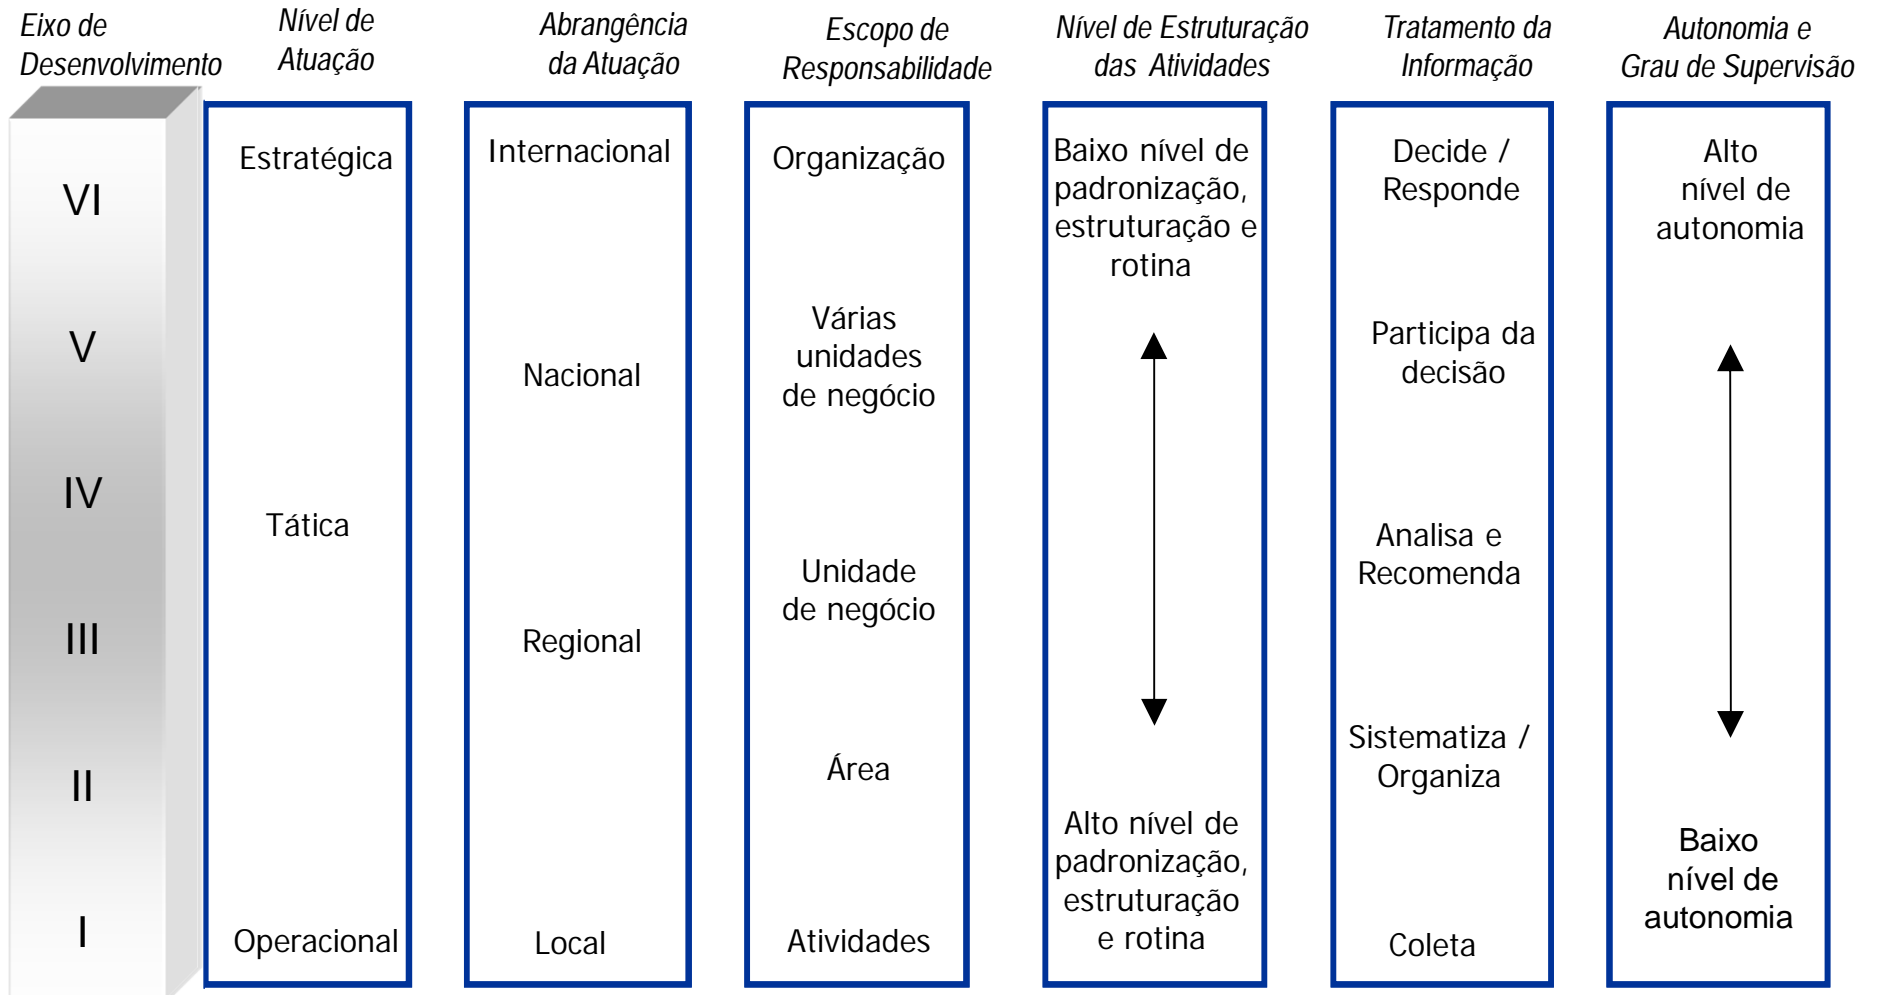 Eixo de
Desenvolvimento
Nível de
Atuação
Abrangência
da Atuação
Escopo de
Responsabilidade
Nível de Estruturação
das Atividades
Tratamento da
Informação
Autonomia e
Grau de Supervisão
VI
V
IV
III
II
I
Estratégica
Tática
Operacional
Internacional
Nacional
Regional
Local
Organização
Várias
unidades
de negócio
Unidade
de negócio
Área
Atividades
Baixo nível de
padronização,
estruturação e
rotina
Alto nível de
padronização,
estruturação
e rotina
Decide /
Responde
Participa da
decisão
Analisa e
Recomenda
Sistematiza /
Organiza
Coleta
Alto
nível de
autonomia
Baixo
nível de
autonomia